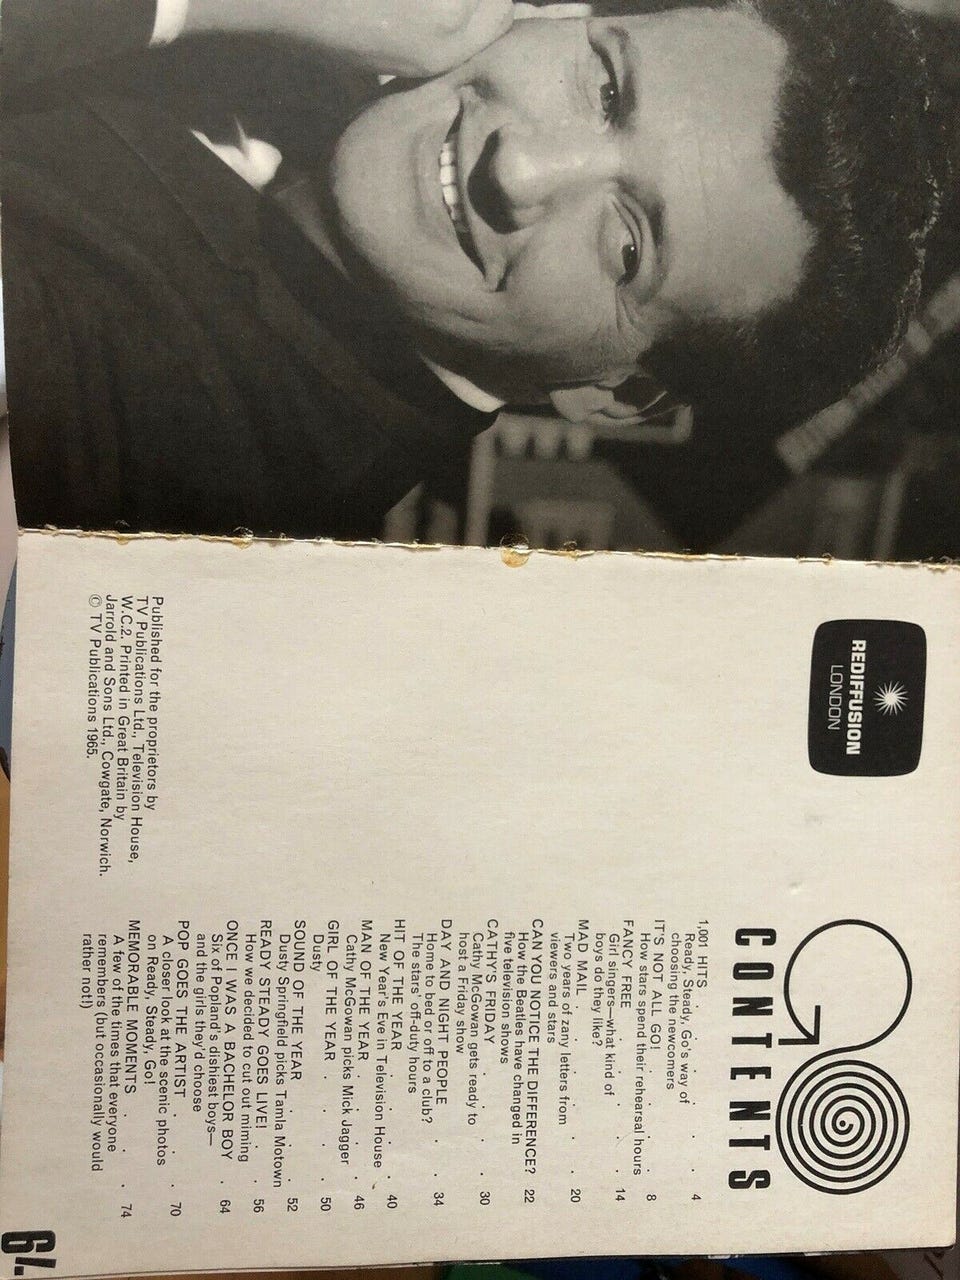 REDIFFUSION
LONDON
GO
CONTENTS
1,001 HITS . . . . . 4
Ready, Steady, Go's way of
choosing the newcomers
IT'S NOT ALL GO! . . . . 8
How stars spend their rehearsal hours
FANCY FREE . . . . 14
Girl singers—what kind of
boys do they like?
MAD MAIL . . . . . 20
Two years of zany letters from
viewers and stars
CAN YOU NOTICE THE DIFFERENCE? 22
How the Beatles have changed in
five television shows
CATHY'S FRIDAY . . . 30
Cathy McGowan gets ready to
host a Friday show
DAY AND NIGHT PEOPLE . . 34
Home to bed or off to a club?
The stars' off-duty hours
HIT OF THE YEAR . . . 40
New Year's Eve in Television House
MAN OF THE YEAR . . . 46
Cathy McGowan picks Mick Jagger
GIRL OF THE YEAR . . . 50
Dusty
SOUND OF THE YEAR . . . 52
Dusty Springfield picks Tamla Motown
READY STEADY GOES LIVE! . . 56
How we decided to cut out miming
ONCE I WAS A BACHELOR BOY . 64
Six of Popland's dishiest boys—
and the girls they'd choose
POP GOES THE ARTIST . . 70
A closer look at the scenic photos
on Ready, Steady, Go!
MEMORABLE MOMENTS . . . 74
A few of the times that everyone
remembers (but occasionally would
rather not!)
Published for the proprietors by
TV Publications Ltd., Television House,
W.C.2. Printed in Great Britain by
Jarrold and Sons Ltd., Cowgate, Norwich.
© TV Publications 1965.
6/-